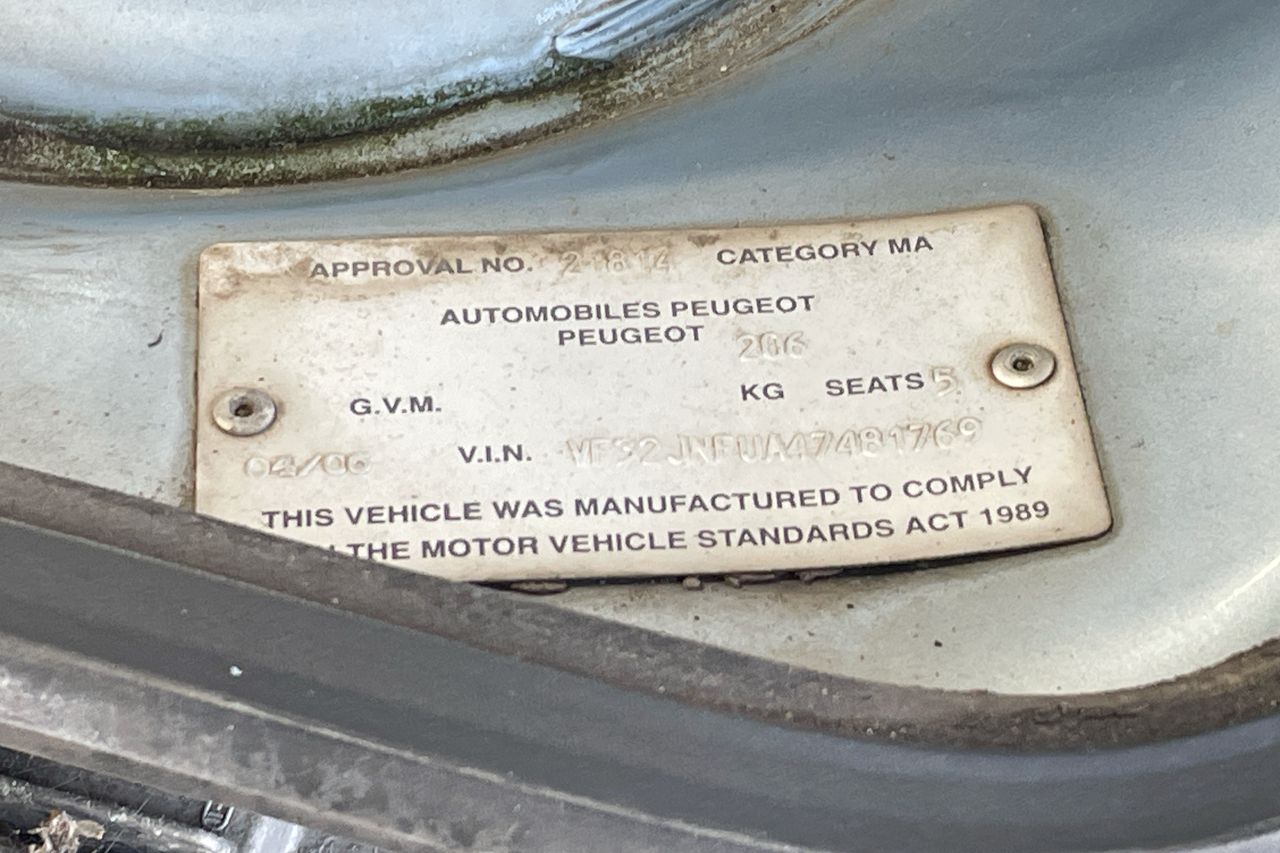 APPROVAL NO. 21814 CATEGORY MA
AUTOMOBILES PEUGEOT
PEUGEOT 206
G.V.M. KG SEATS 5
04/06 V.I.N. VF32JNFUA47481769
THIS VEHICLE WAS MANUFACTURED TO COMPLY
THE MOTOR VEHICLE STANDARDS ACT 1989